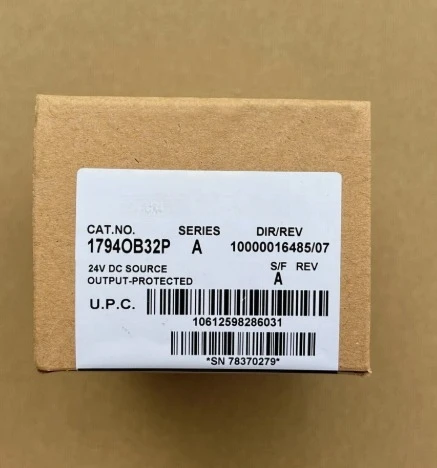 CAT.NO. SERIES DIR/REV
1794OB32P A 10000016485/07
24V DC SOURCE S/F REV
OUTPUT-PROTECTED A
U.P.C.
10612598286031
*SN 78370279*